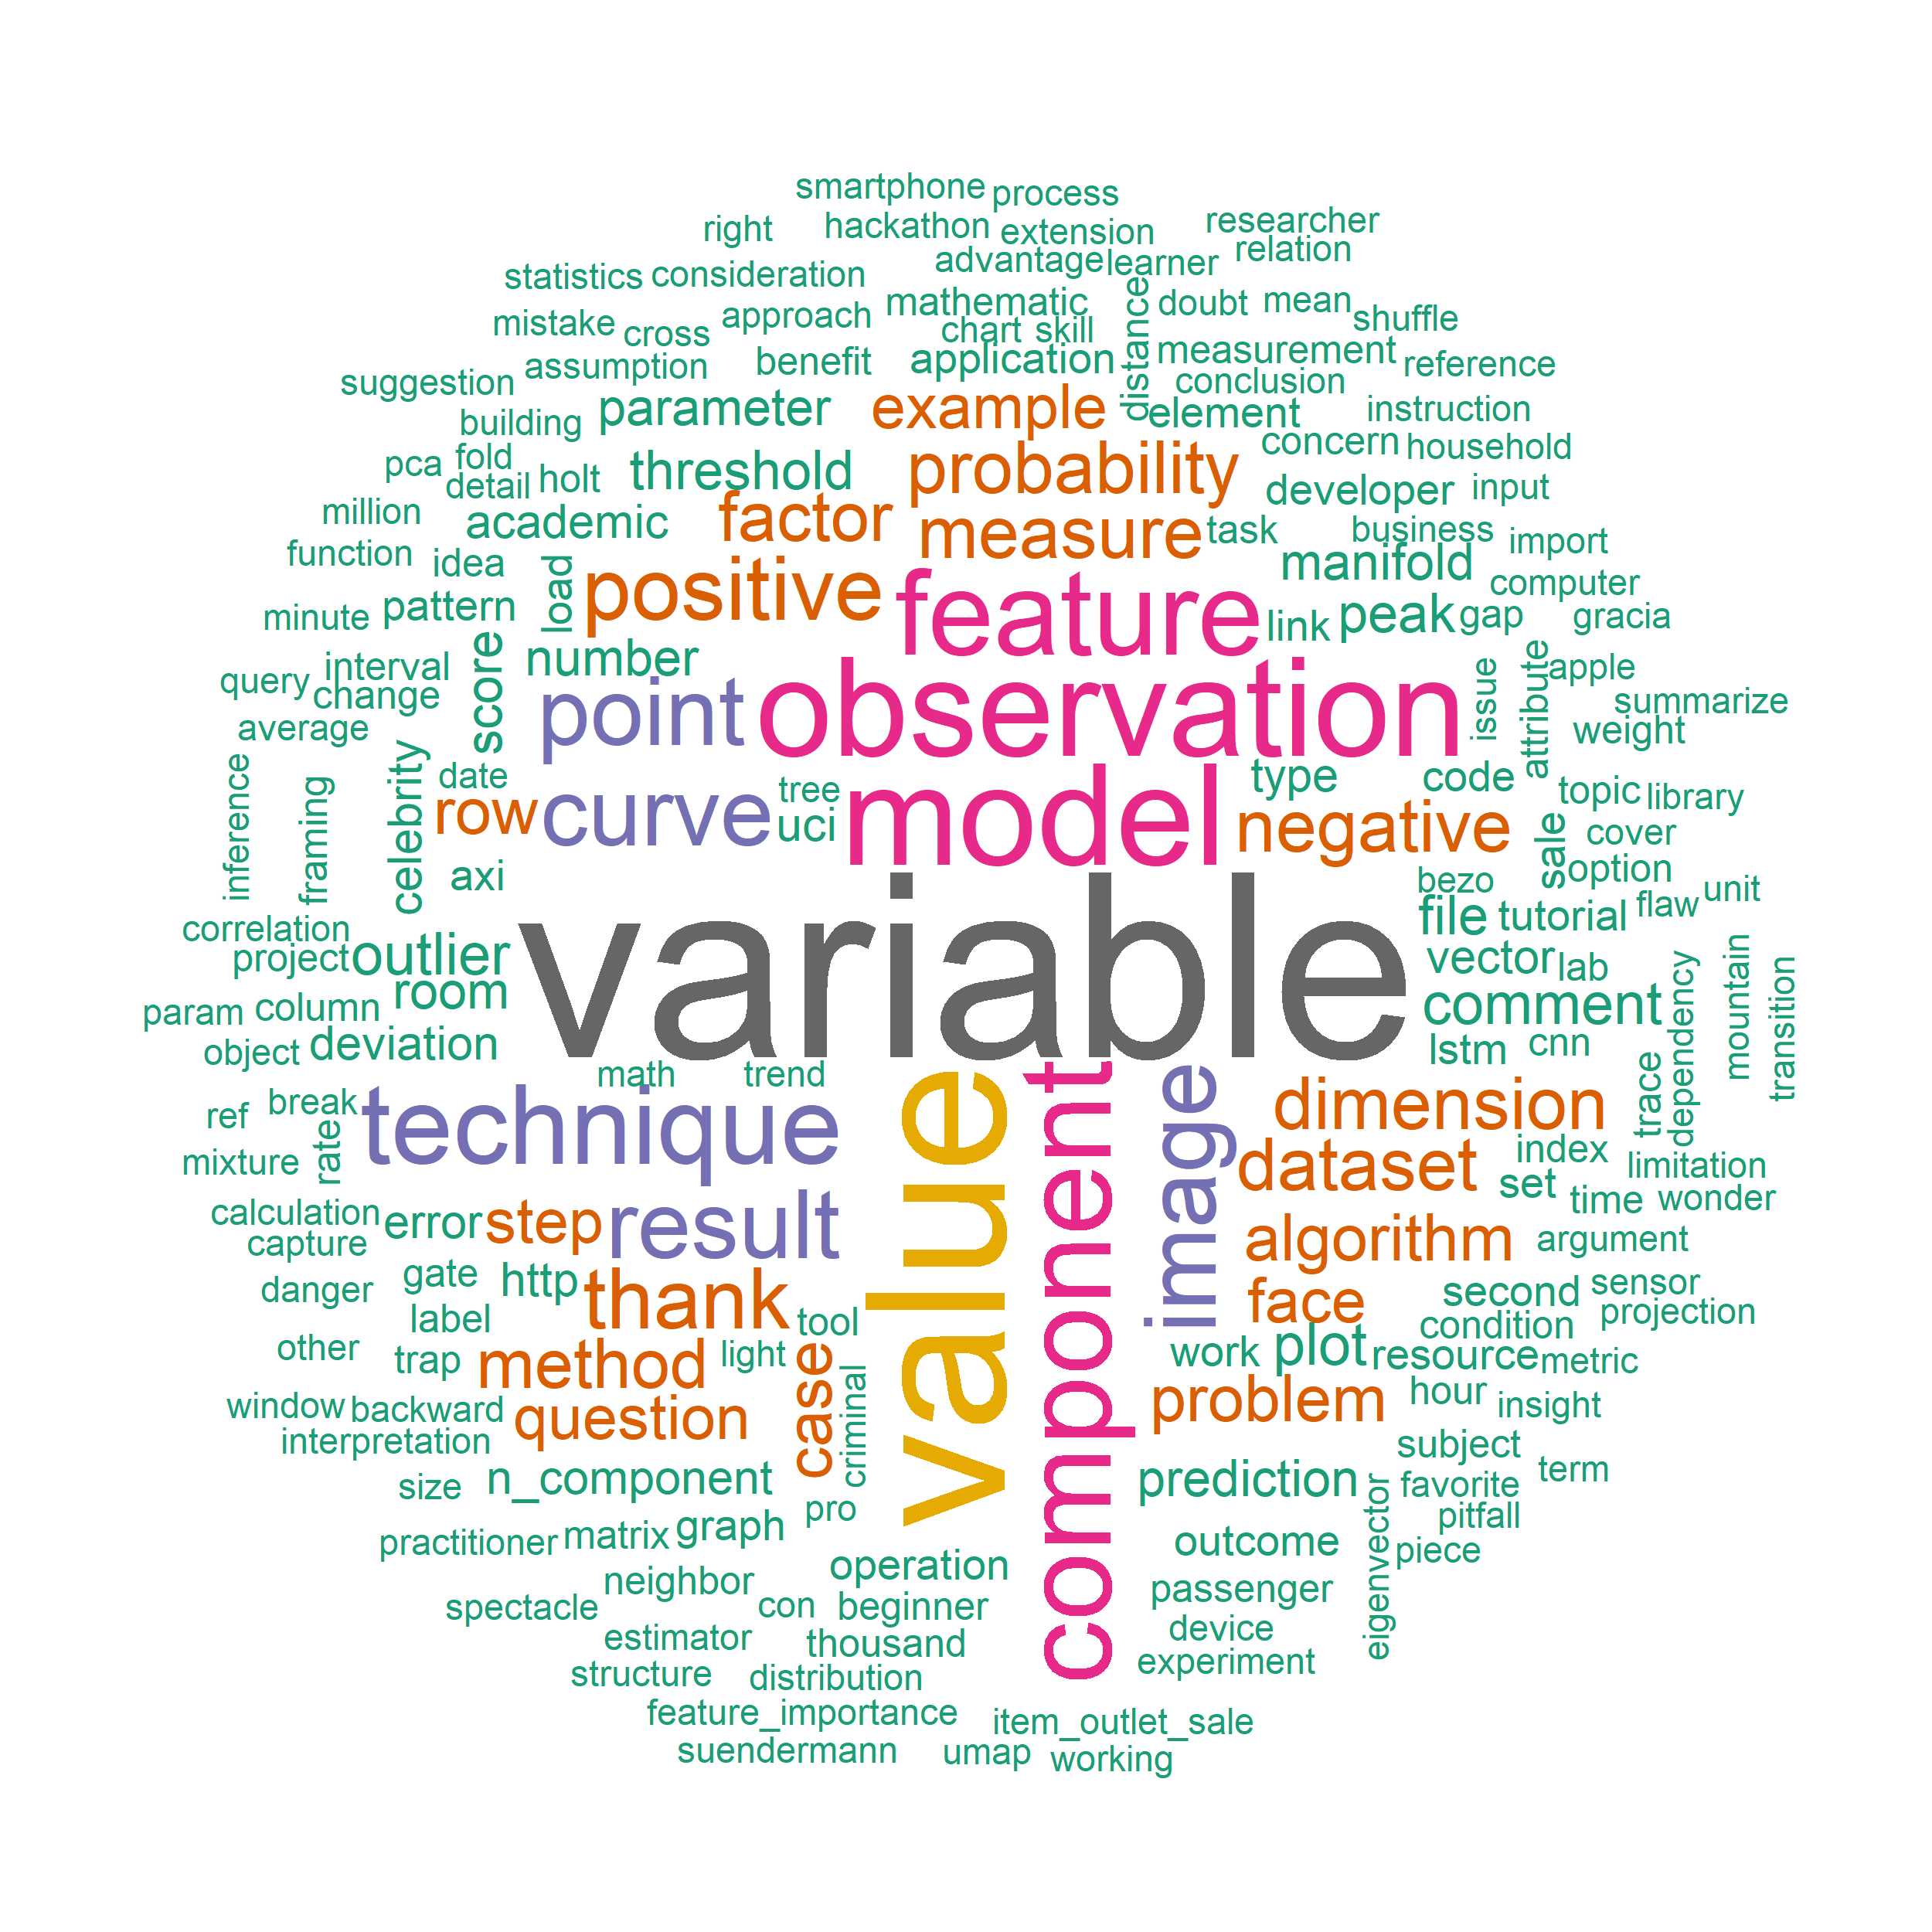 smartphone process
right hackathon extension researcher
relation
statistics consideration advantage learner
mathematic distance doubt mean
mistake cross approach chart skill shuffle
suggestion assumption benefit application measurement reference
conclusion
building parameter example element instruction
pca fold threshold probability concern household
detail holt developer input
million academic factor measure task business import
function idea load positive feature manifold computer
minute pattern link peak gap gracia
query interval score number point observation issue attribute apple
change summarize
average weight
inference framing celebrity date row curve tree uci model type code topic library
negative sale cover
axi bezo option
correlation variable file tutorial flaw unit
project outlier vector lab dependency mountain transition
param column room comment
object deviation lstm cnn
math trend
ref break technique value component image dimension trace
mixture rate dataset index limitation
set time wonder
calculation error step result algorithm argument
capture
danger gate http thank face second sensor
label tool condition projection
other trap method light case criminal work plot resource metric
window backward question problem hour insight
interpretation subject
size n_component prediction eigenvector favorite term
pro pitfall
practitioner matrix graph outcome piece
operation
neighbor passenger
spectacle con beginner
estimator thousand device
structure distribution experiment
feature_importance item_outlet_sale
suendermann umap working